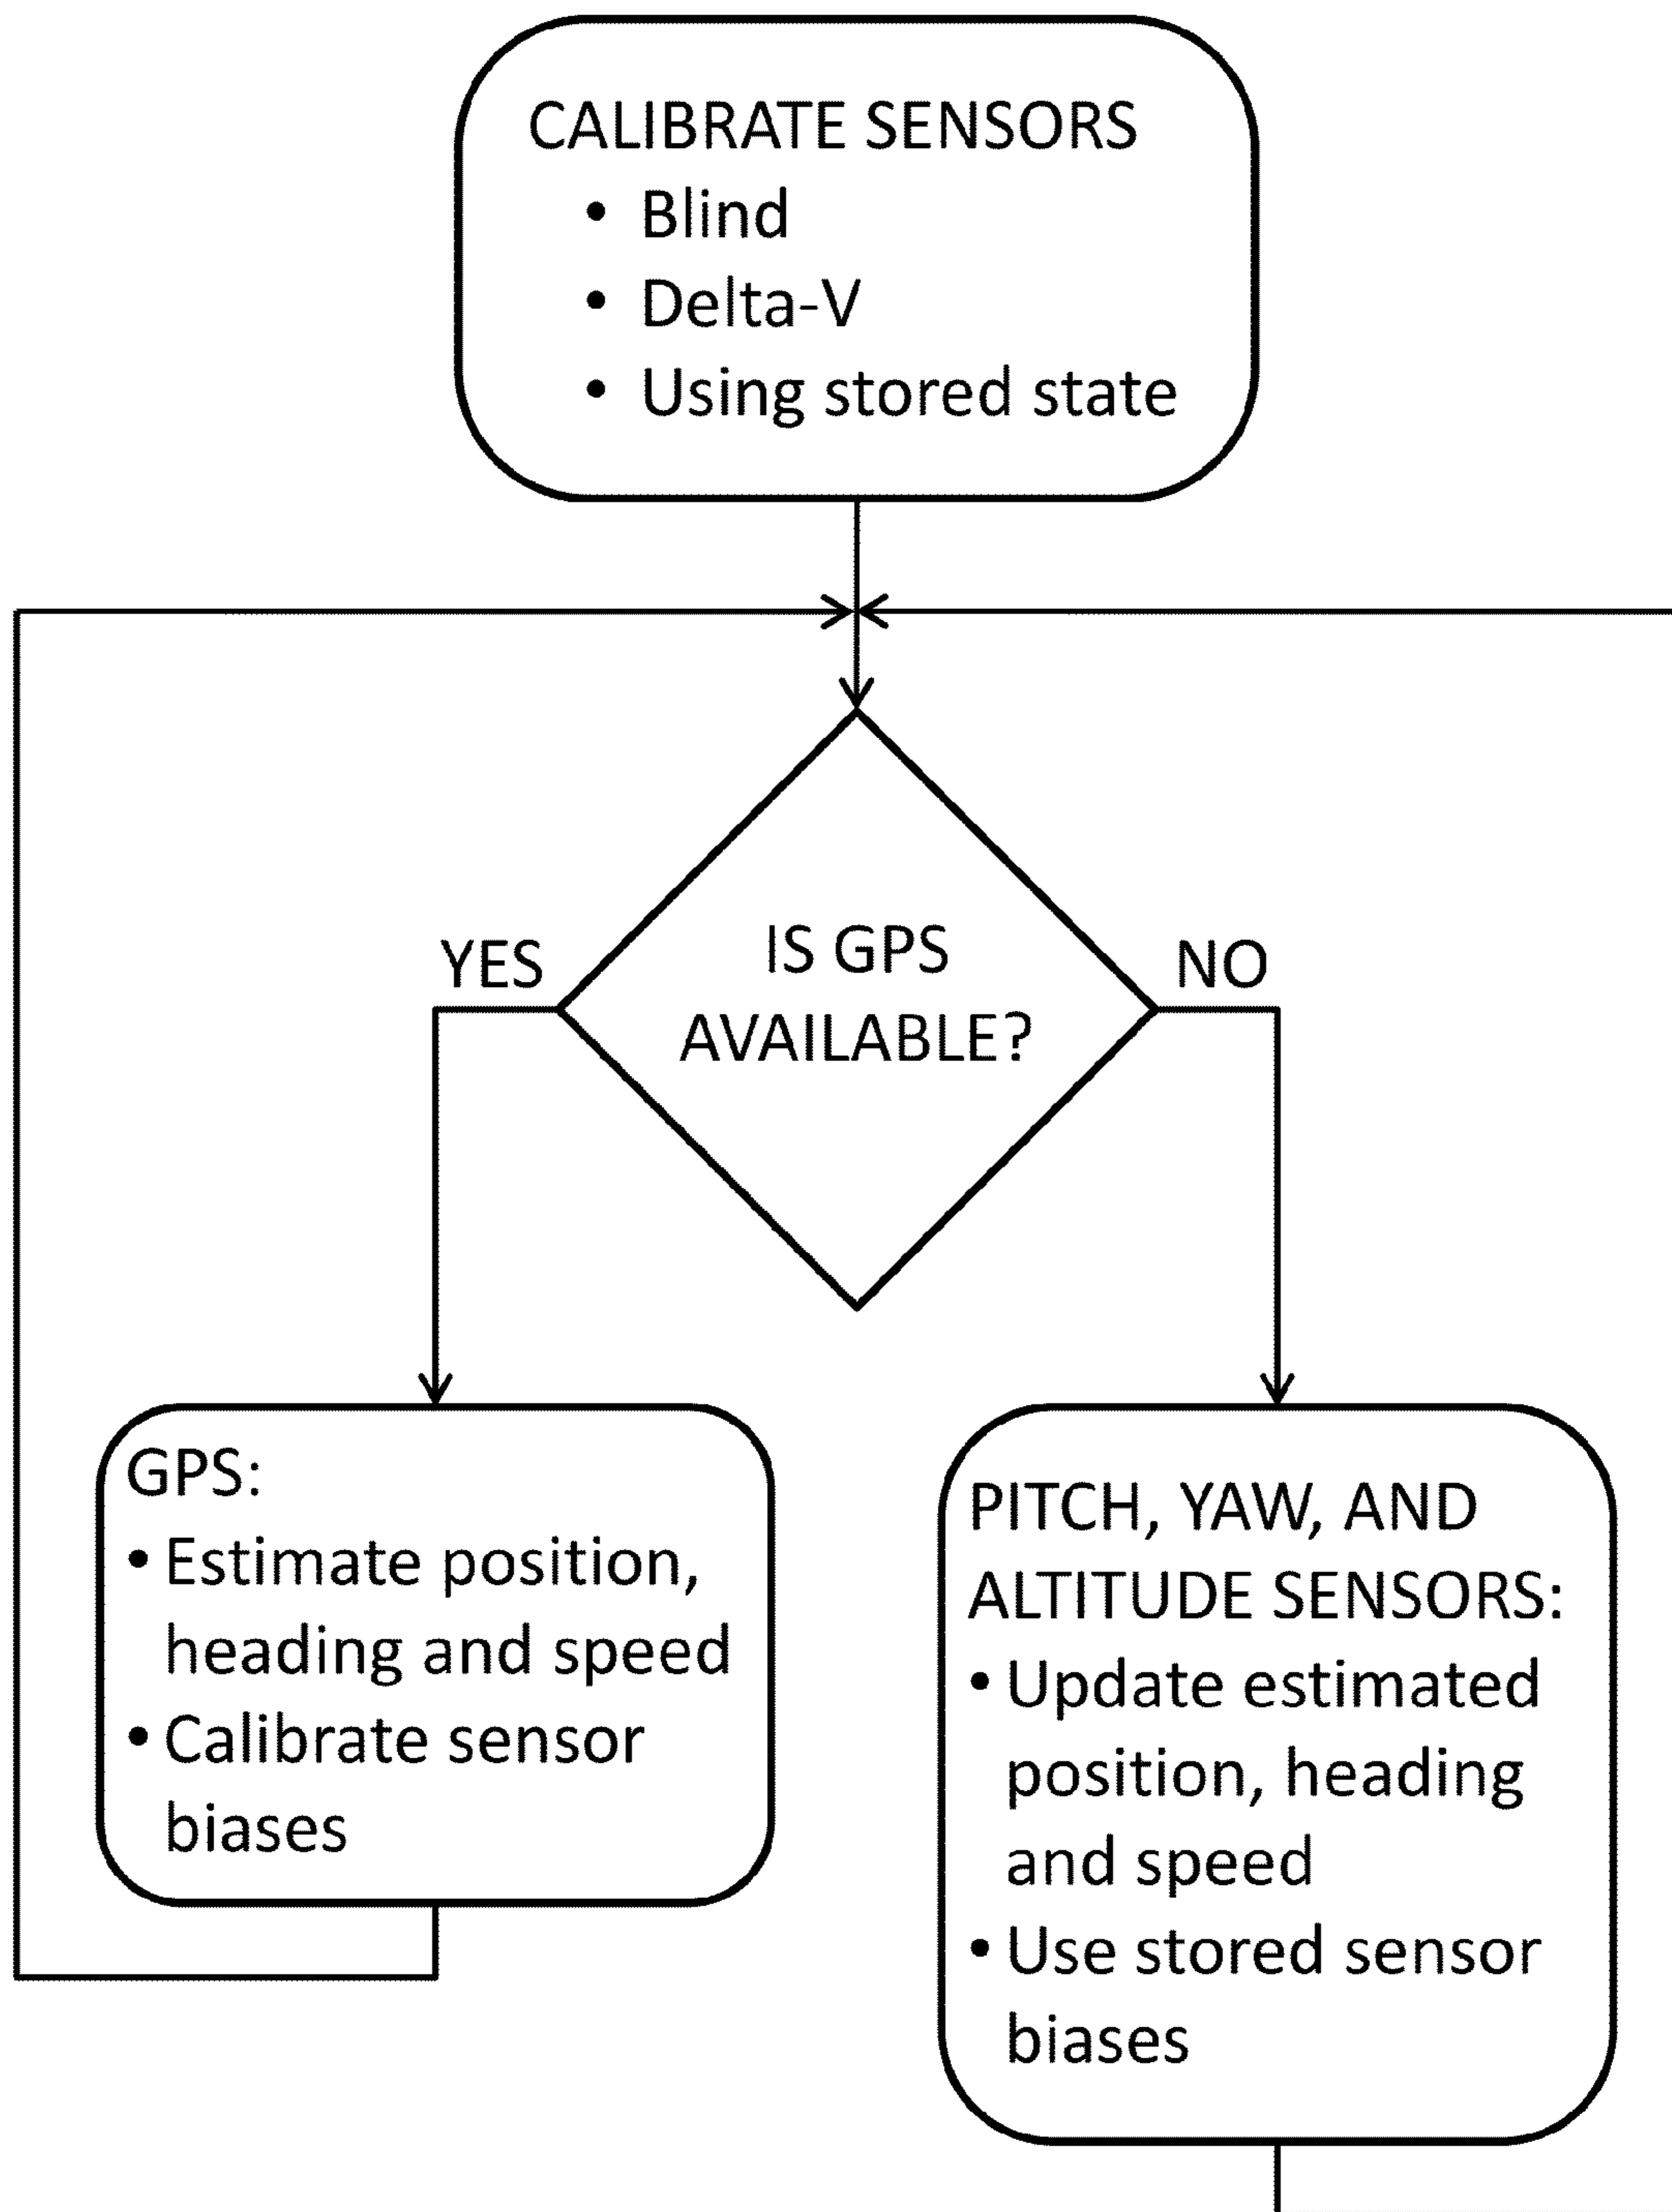 CALIBRATE SENSORS
• Blind
• Delta-V
• Using stored state
YES
IS GPS
AVAILABLE?
NO
GPS:
• Estimate position,
heading and speed
• Calibrate sensor
biases
PITCH, YAW, AND
ALTITUDE SENSORS:
• Update estimated
position, heading
and speed
• Use stored sensor
biases